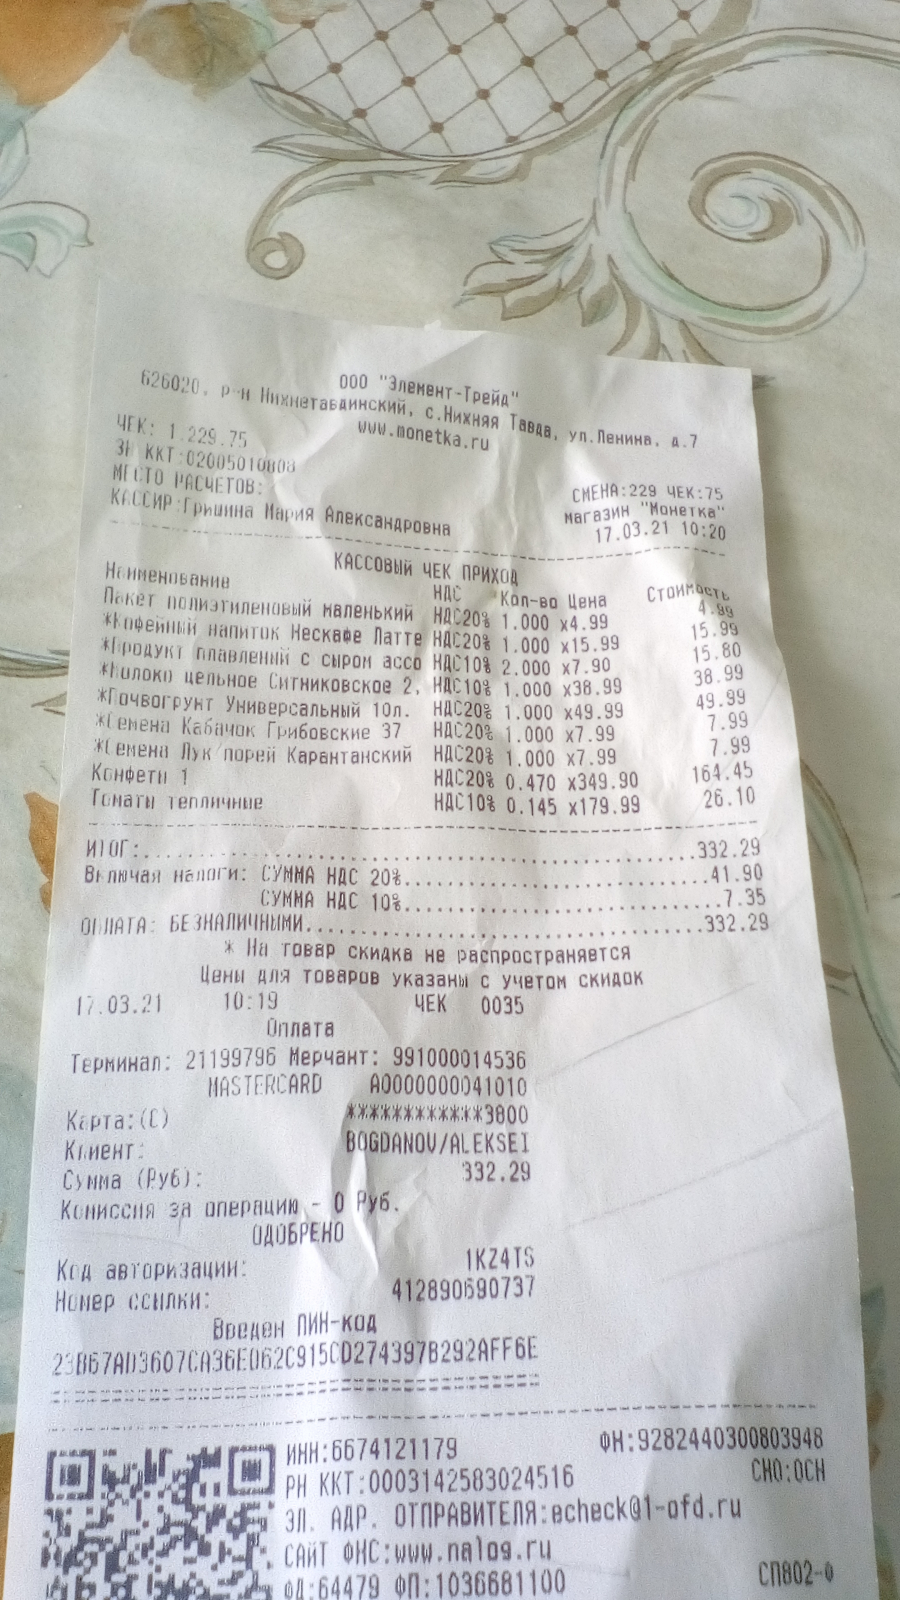 ООО "Элемент-Трейд"
626020, р-н Нижнетавдинский, с.Нижняя Тавда, ул.Ленина, д.7
www.monetka.ru
ЧЕК: 1.229.75
ЗН ККТ:02005010808
СМЕНА:229 ЧЕК:75
МЕСТО РАСЧЕТОВ: магазин "Монетка"
КАССИР:Гришина Мария Александровна 17.03.21 10:20
КАССОВЫЙ ЧЕК ПРИХОД
Наименование НДС Кол-во Цена Стоимость
Пакет полиэтиленовый маленький НДС20% 1.000 x4.99 4.99
*Кофейный напиток Нескафе Латте НДС20% 1.000 x15.99 15.99
*Продукт плавлений с сыром ассо НДС10% 2.000 x7.90 15.80
*Молоко цельное Ситниковское 2, НДС10% 1.000 x38.99 38.99
*Почвогрунт Универсальный 10л. НДС20% 1.000 x49.99 49.99
*Семена Кабачок Грибовские 37 НДС20% 1.000 x7.99 7.99
*Семена Лук порей Карантанский НДС20% 1.000 x7.99 7.99
Конфети 1 НДС20% 0.470 x349.90 164.45
Томаты тепличные НДС10% 0.145 x179.99 26.10
ИТОГ:...332.29
Включая налоги: СУММА НДС 20%...41.90
СУММА НДС 10%...7.35
ОПЛАТА: БЕЗНАЛИЧНЫМИ...332.29
* На товар скидка не распространяется
Цены для товаров указаны с учетом скидок
17.03.21 10:19 ЧЕК 0035
Оплата
Терминал: 21199796 Мерчант: 991000014536
MASTERCARD A0000000041010
Карта:(C) ************3800
Клиент: BOGDANOV/ALEKSEI
Сумма (Руб): 332.29
Комиссия за операцию - 0 Руб.
ОДОБРЕНО
Код авторизации: 1KZ4TS
Номер ссылки: 412890690737
Введен ПИН-код
23B67AD3607CA36E062C915CD274397B292AFF6E
ИНН:6674121179 ФН:9282440300803948
РН ККТ:0003142583024516 СНО:ОСН
ЭЛ. АДР. ОТПРАВИТЕЛЯ:echeck@1-ofd.ru
САЙТ ФНС:www.nalog.ru
ФД:64479 ФП:1036681100 СП802-Ф